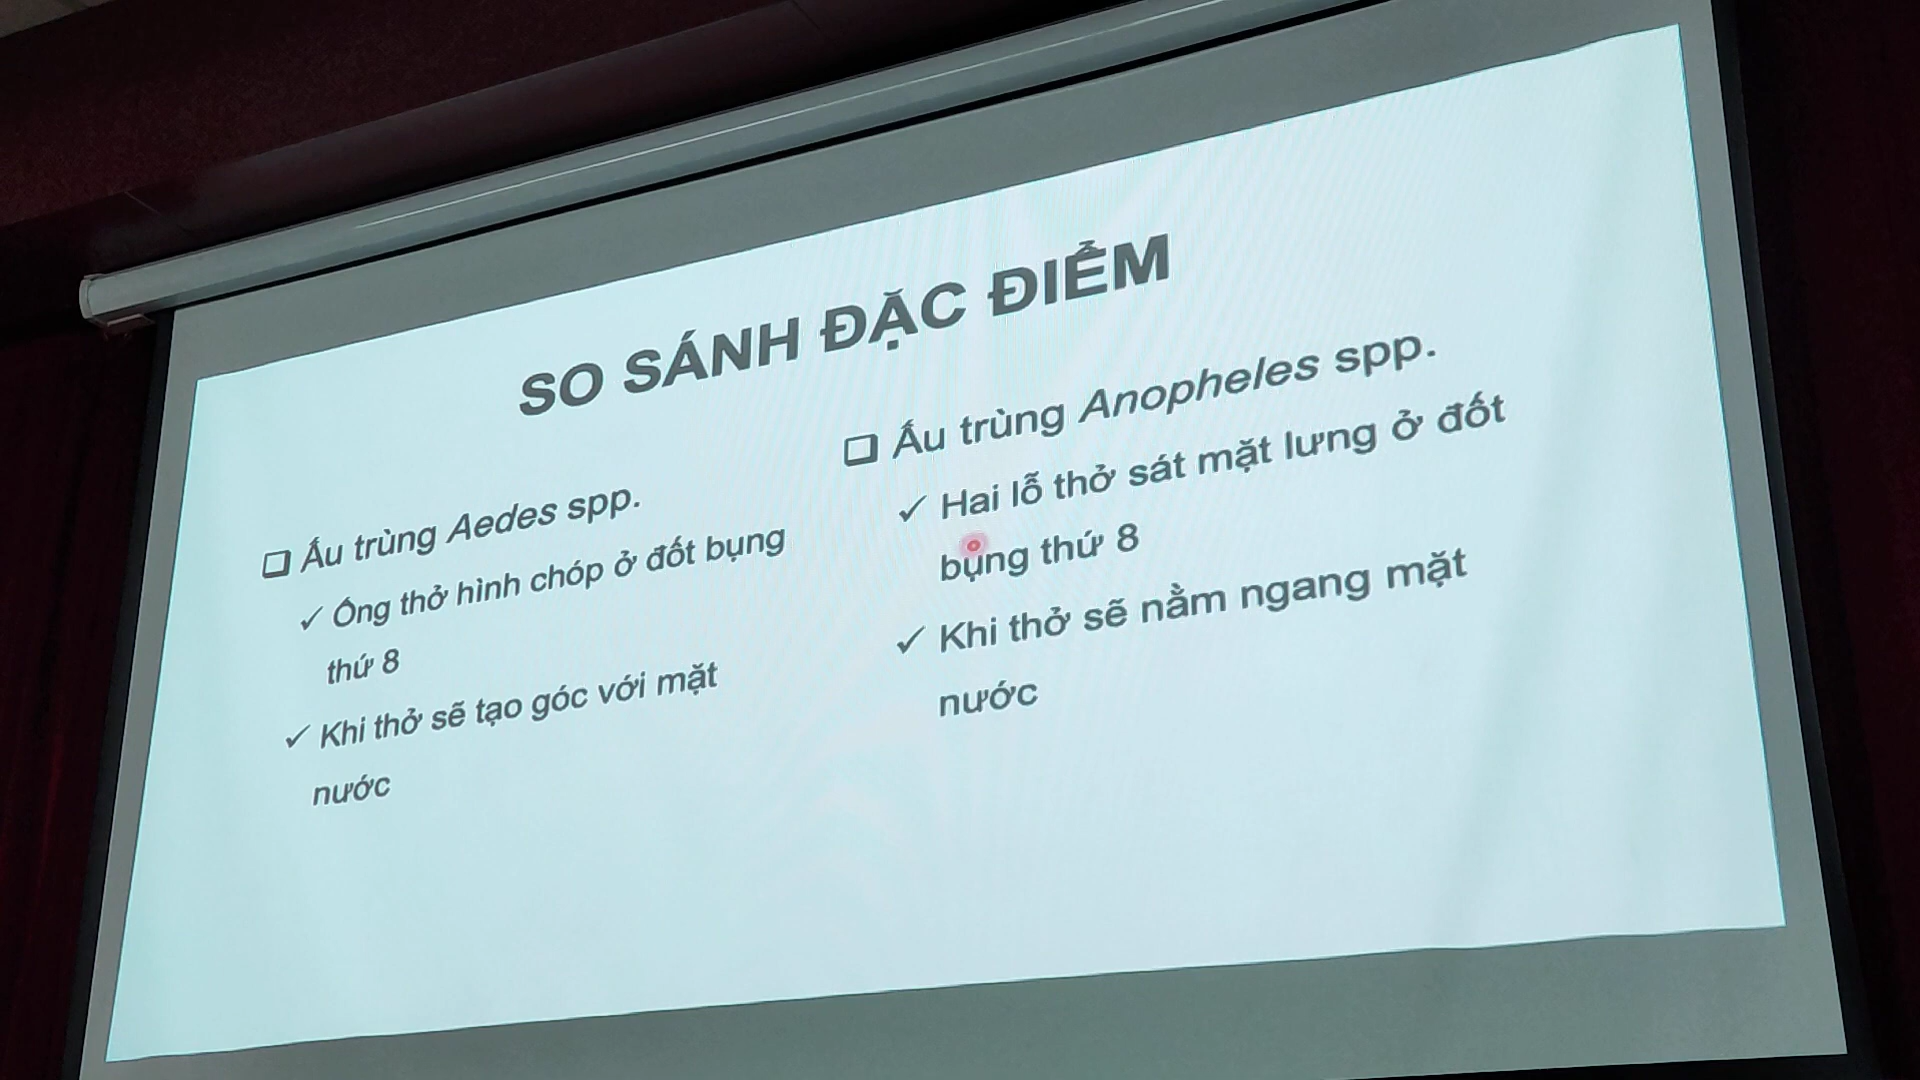 SO SÁNH ĐẶC ĐIỂM
❑ Ấu trùng Aedes spp.
✓ Ống thở hình chóp ở đốt bụng
thứ 8
✓ Khi thở sẽ tạo góc với mặt
nước
❑ Ấu trùng Anopheles spp.
✓ Hai lỗ thở sát mặt lưng ở đốt
bụng thứ 8
✓ Khi thở sẽ nằm ngang mặt
nước